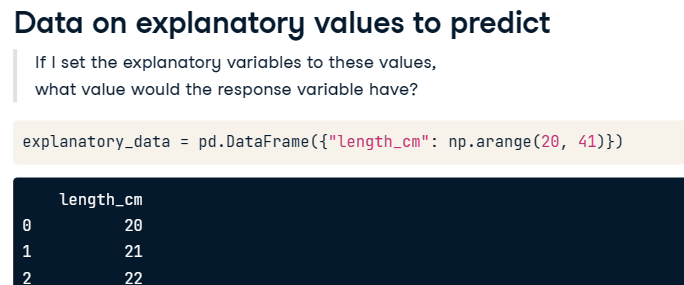 Data on explanatory values to predict
If I set the explanatory variables to these values,
what value would the response variable have?
explanatory_data = pd.DataFrame({"length_cm": np.arange(20, 41)})
length_cm
0 20
1 21
2 22